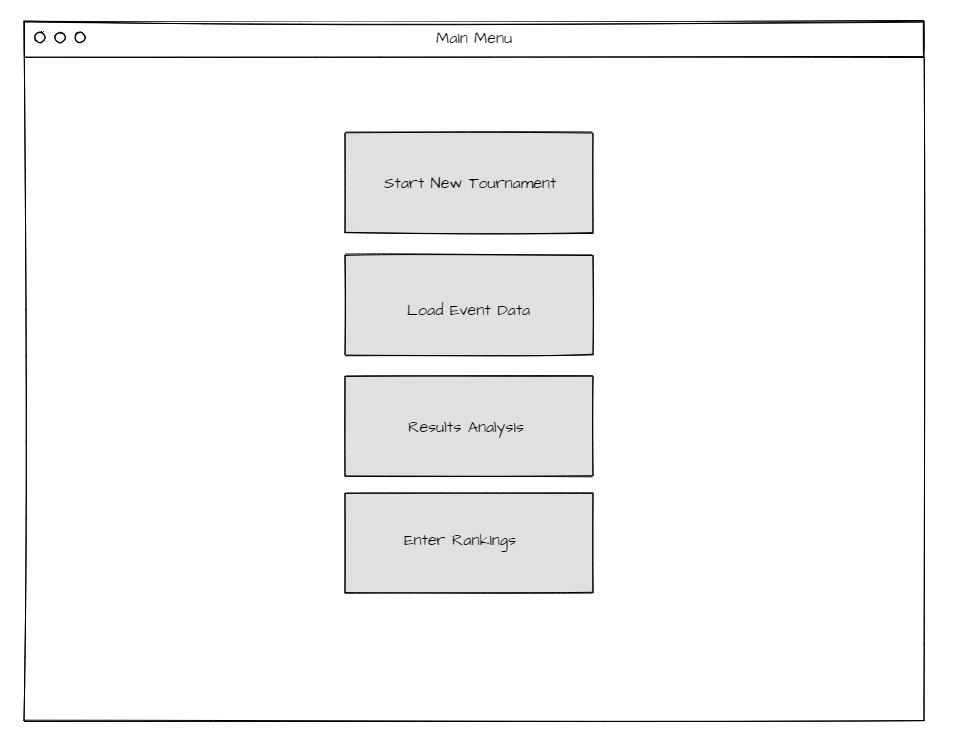 Main Menu
Start New Tournament
Load Event Data
Results Analysis
Enter Rankings